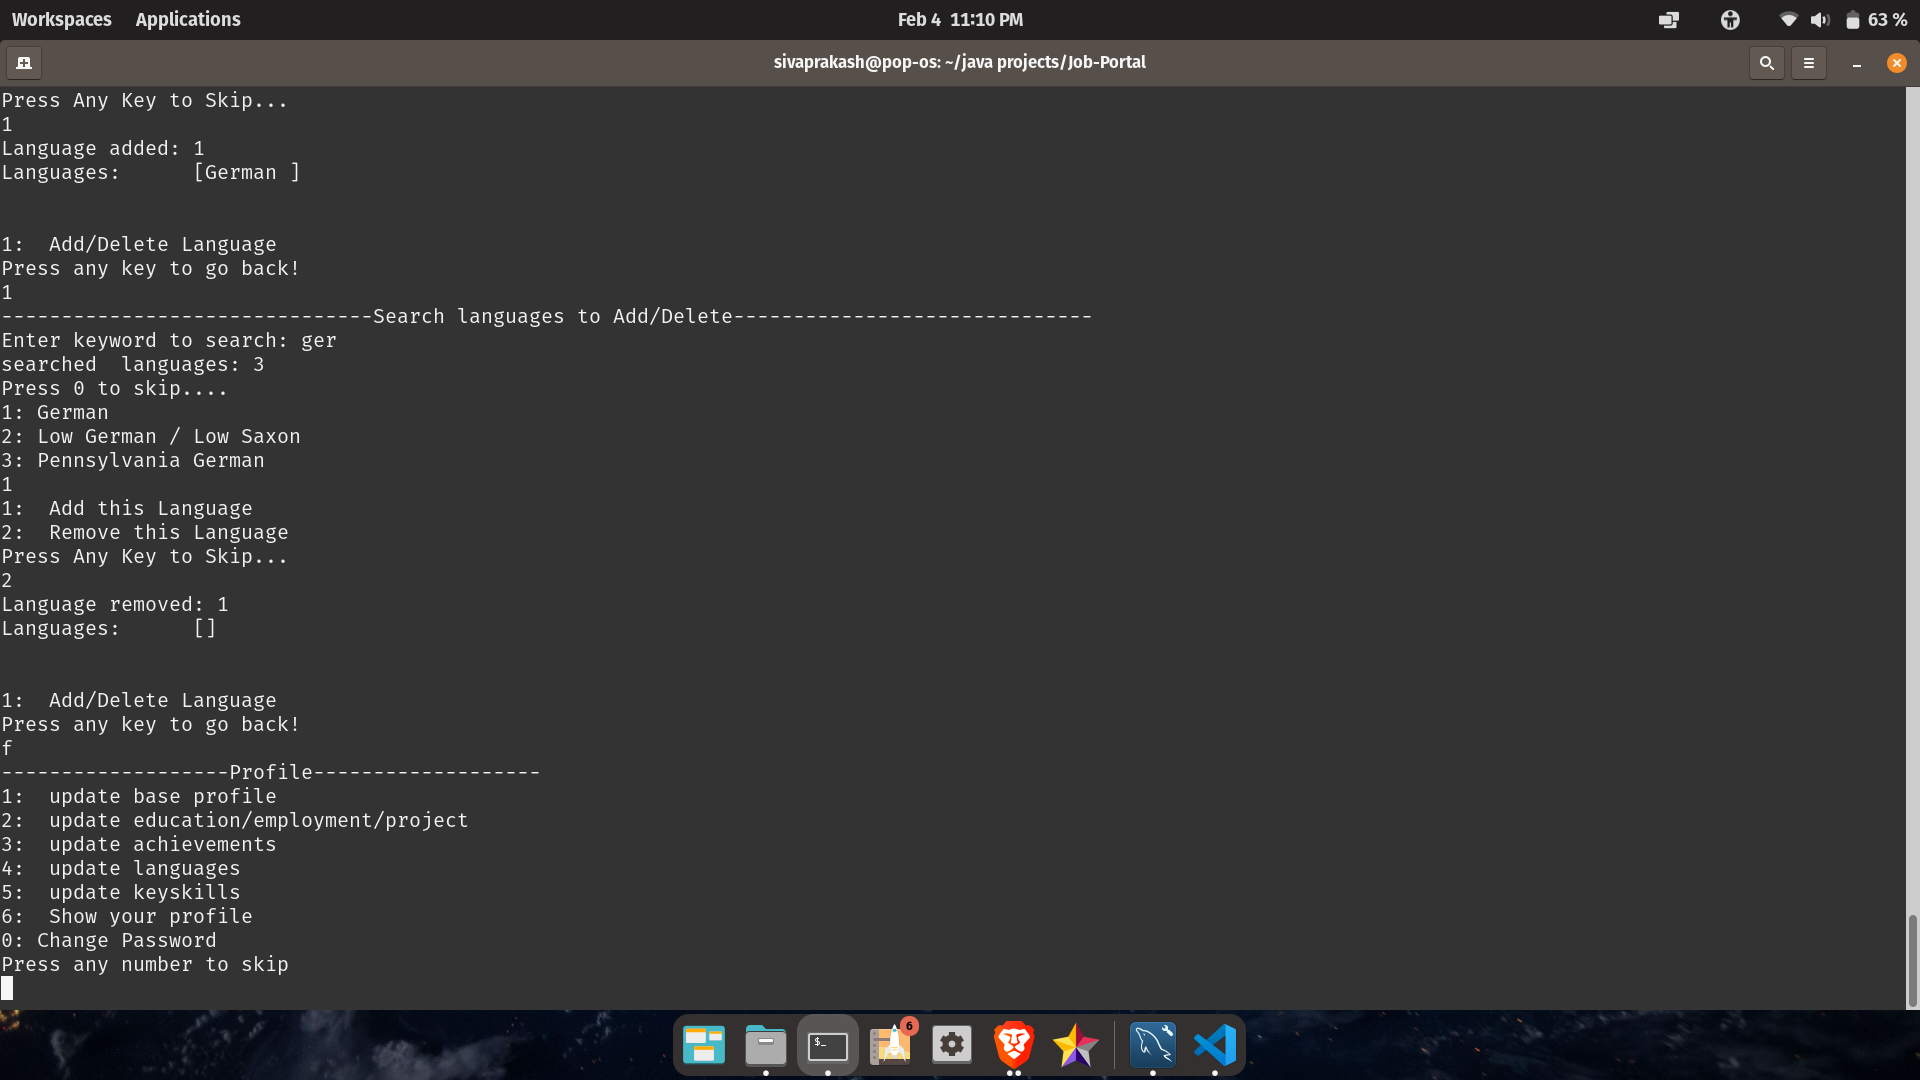 Workspaces Applications Feb 4 11:10 PM 63 %
sivaprakash@pop-os: ~/java projects/Job-Portal
Press Any Key to Skip...
1
Language added: 1
Languages:      [German ]
1:  Add/Delete Language
Press any key to go back!
1
-------------------------------Search languages to Add/Delete------------------------------
Enter keyword to search: ger
searched  languages: 3
Press 0 to skip....
1: German
2: Low German / Low Saxon
3: Pennsylvania German
1
1:  Add this Language
2:  Remove this Language
Press Any Key to Skip...
2
Language removed: 1
Languages:      []
1:  Add/Delete Language
Press any key to go back!
f
-------------------Profile-------------------
1:  update base profile
2:  update education/employment/project
3:  update achievements
4:  update languages
5:  update keyskills
6:  Show your profile
0: Change Password
Press any number to skip
$_ 6